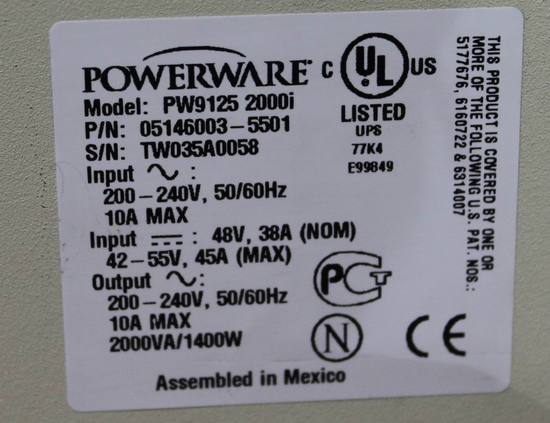 POWERWARE®
Model: PW9125 2000i
P/N: 05146003-5501
S/N: TW035A0058
Input ∼ :
200-240V, 50/60Hz
10A MAX
Input ⎓ : 48V, 38A (NOM)
42-55V, 45A (MAX)
Output ∼ :
200-240V, 50/60Hz
10A MAX
2000VA/1400W
Assembled in Mexico
C UL US
LISTED
UPS
77K4
E99849
PCT
N
CE
THIS PRODUCT IS COVERED BY ONE OR
MORE OF THE FOLLOWING U.S. PAT. NOS.:
5177676, 6160722 & 6314007